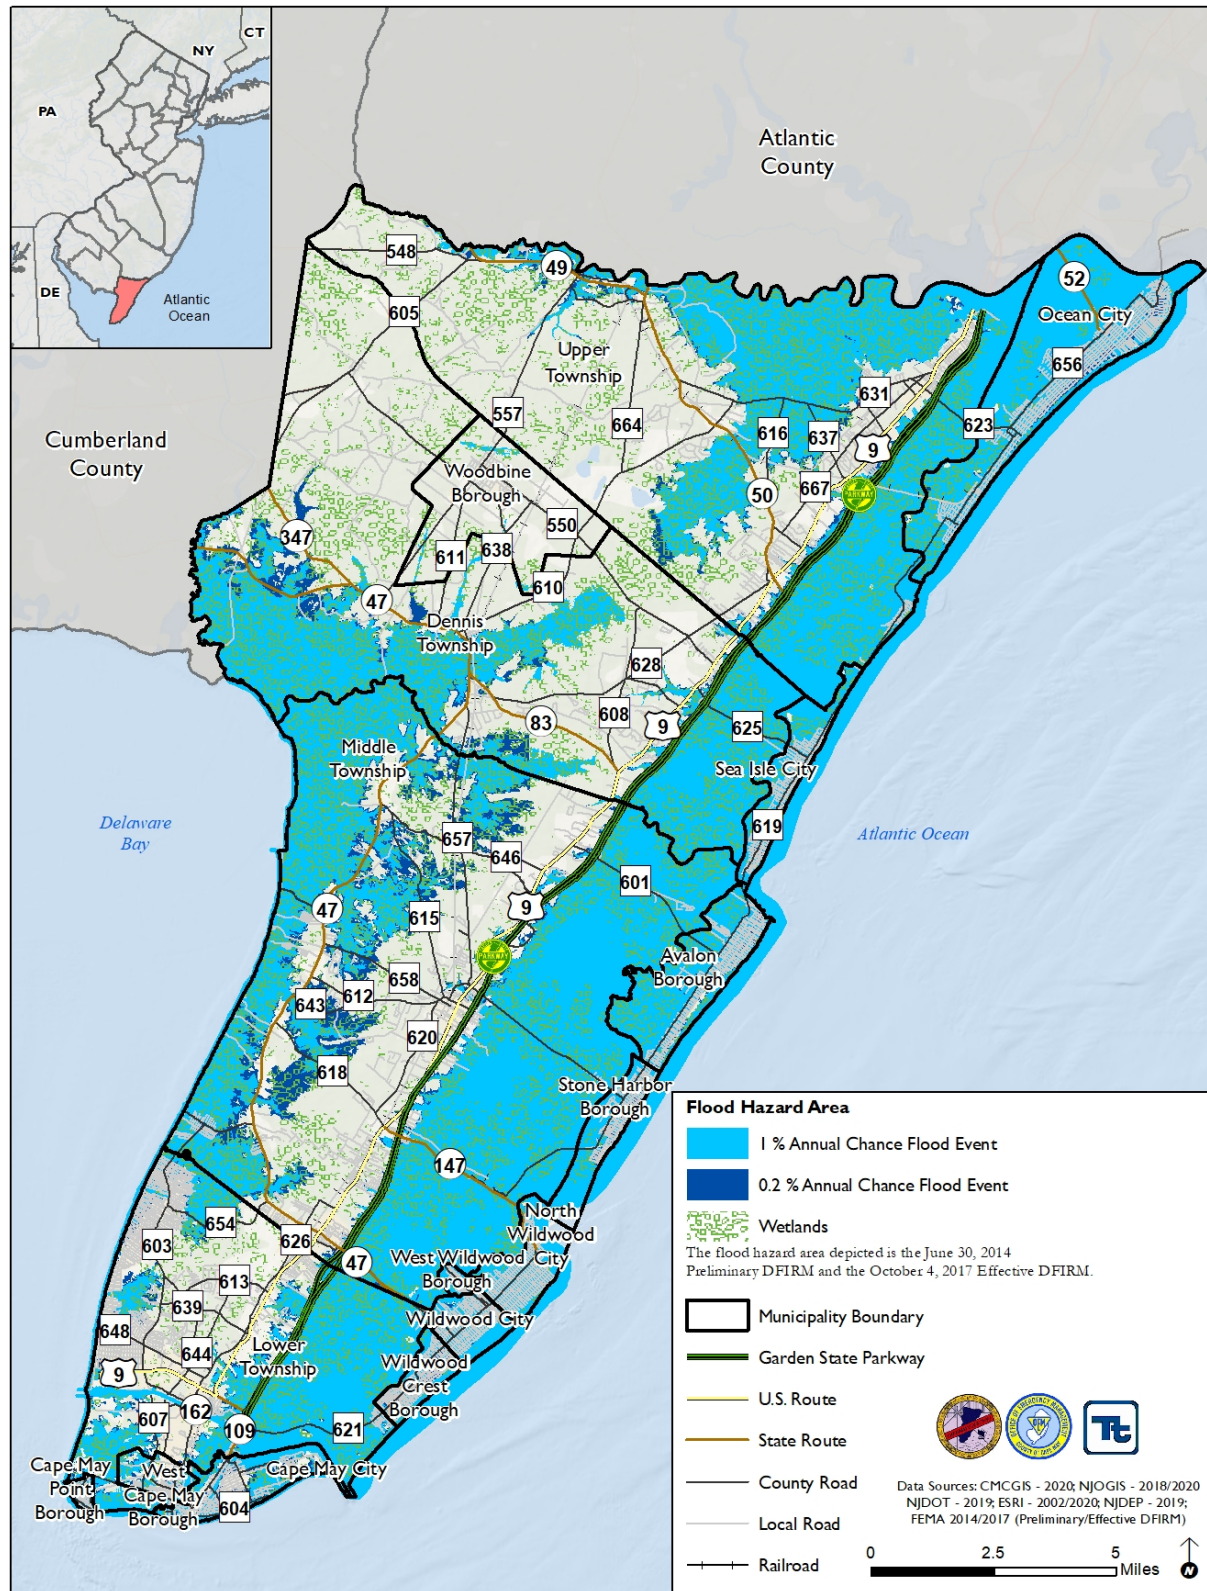 CT
NY
PA
DE
Atlantic
Ocean
Atlantic
County
548
49
52
Ocean City
605
Upper
Township
656
631
557
664
616
637
623
9
Cumberland
County
Woodbine
Borough
667
PARKWAY
50
550
347
611
638
610
47
Dennis
Township
628
608
83
9
625
Middle
Township
Sea Isle City
Delaware
Bay
619
Atlantic Ocean
657
646
601
47
9
615
PARKWAY
Avalon
Borough
658
612
643
620
618
Stone Harbor
Borough
147
North
Wildwood
City
654
603
626
47
West Wildwood
Borough
613
639
Wildwood City
648
644
Lower
Township
Wildwood
Crest
Borough
9
162
607
109
621
Cape May
Point
Borough
West
Cape May
Borough
Cape May City
604
Flood Hazard Area
1 % Annual Chance Flood Event
0.2 % Annual Chance Flood Event
Wetlands
The flood hazard area depicted is the June 30, 2014
Preliminary DFIRM and the October 4, 2017 Effective DFIRM.
Municipality Boundary
Garden State Parkway
U.S. Route
State Route
County Road
Local Road
Railroad
OEM
Tt
Data Sources: CMCGIS - 2020; NJOGIS - 2018/2020
NJDOT - 2019; ESRI - 2002/2020; NJDEP - 2019;
FEMA 2014/2017 (Preliminary/Effective DFIRM)
0 2.5 5
Miles
N